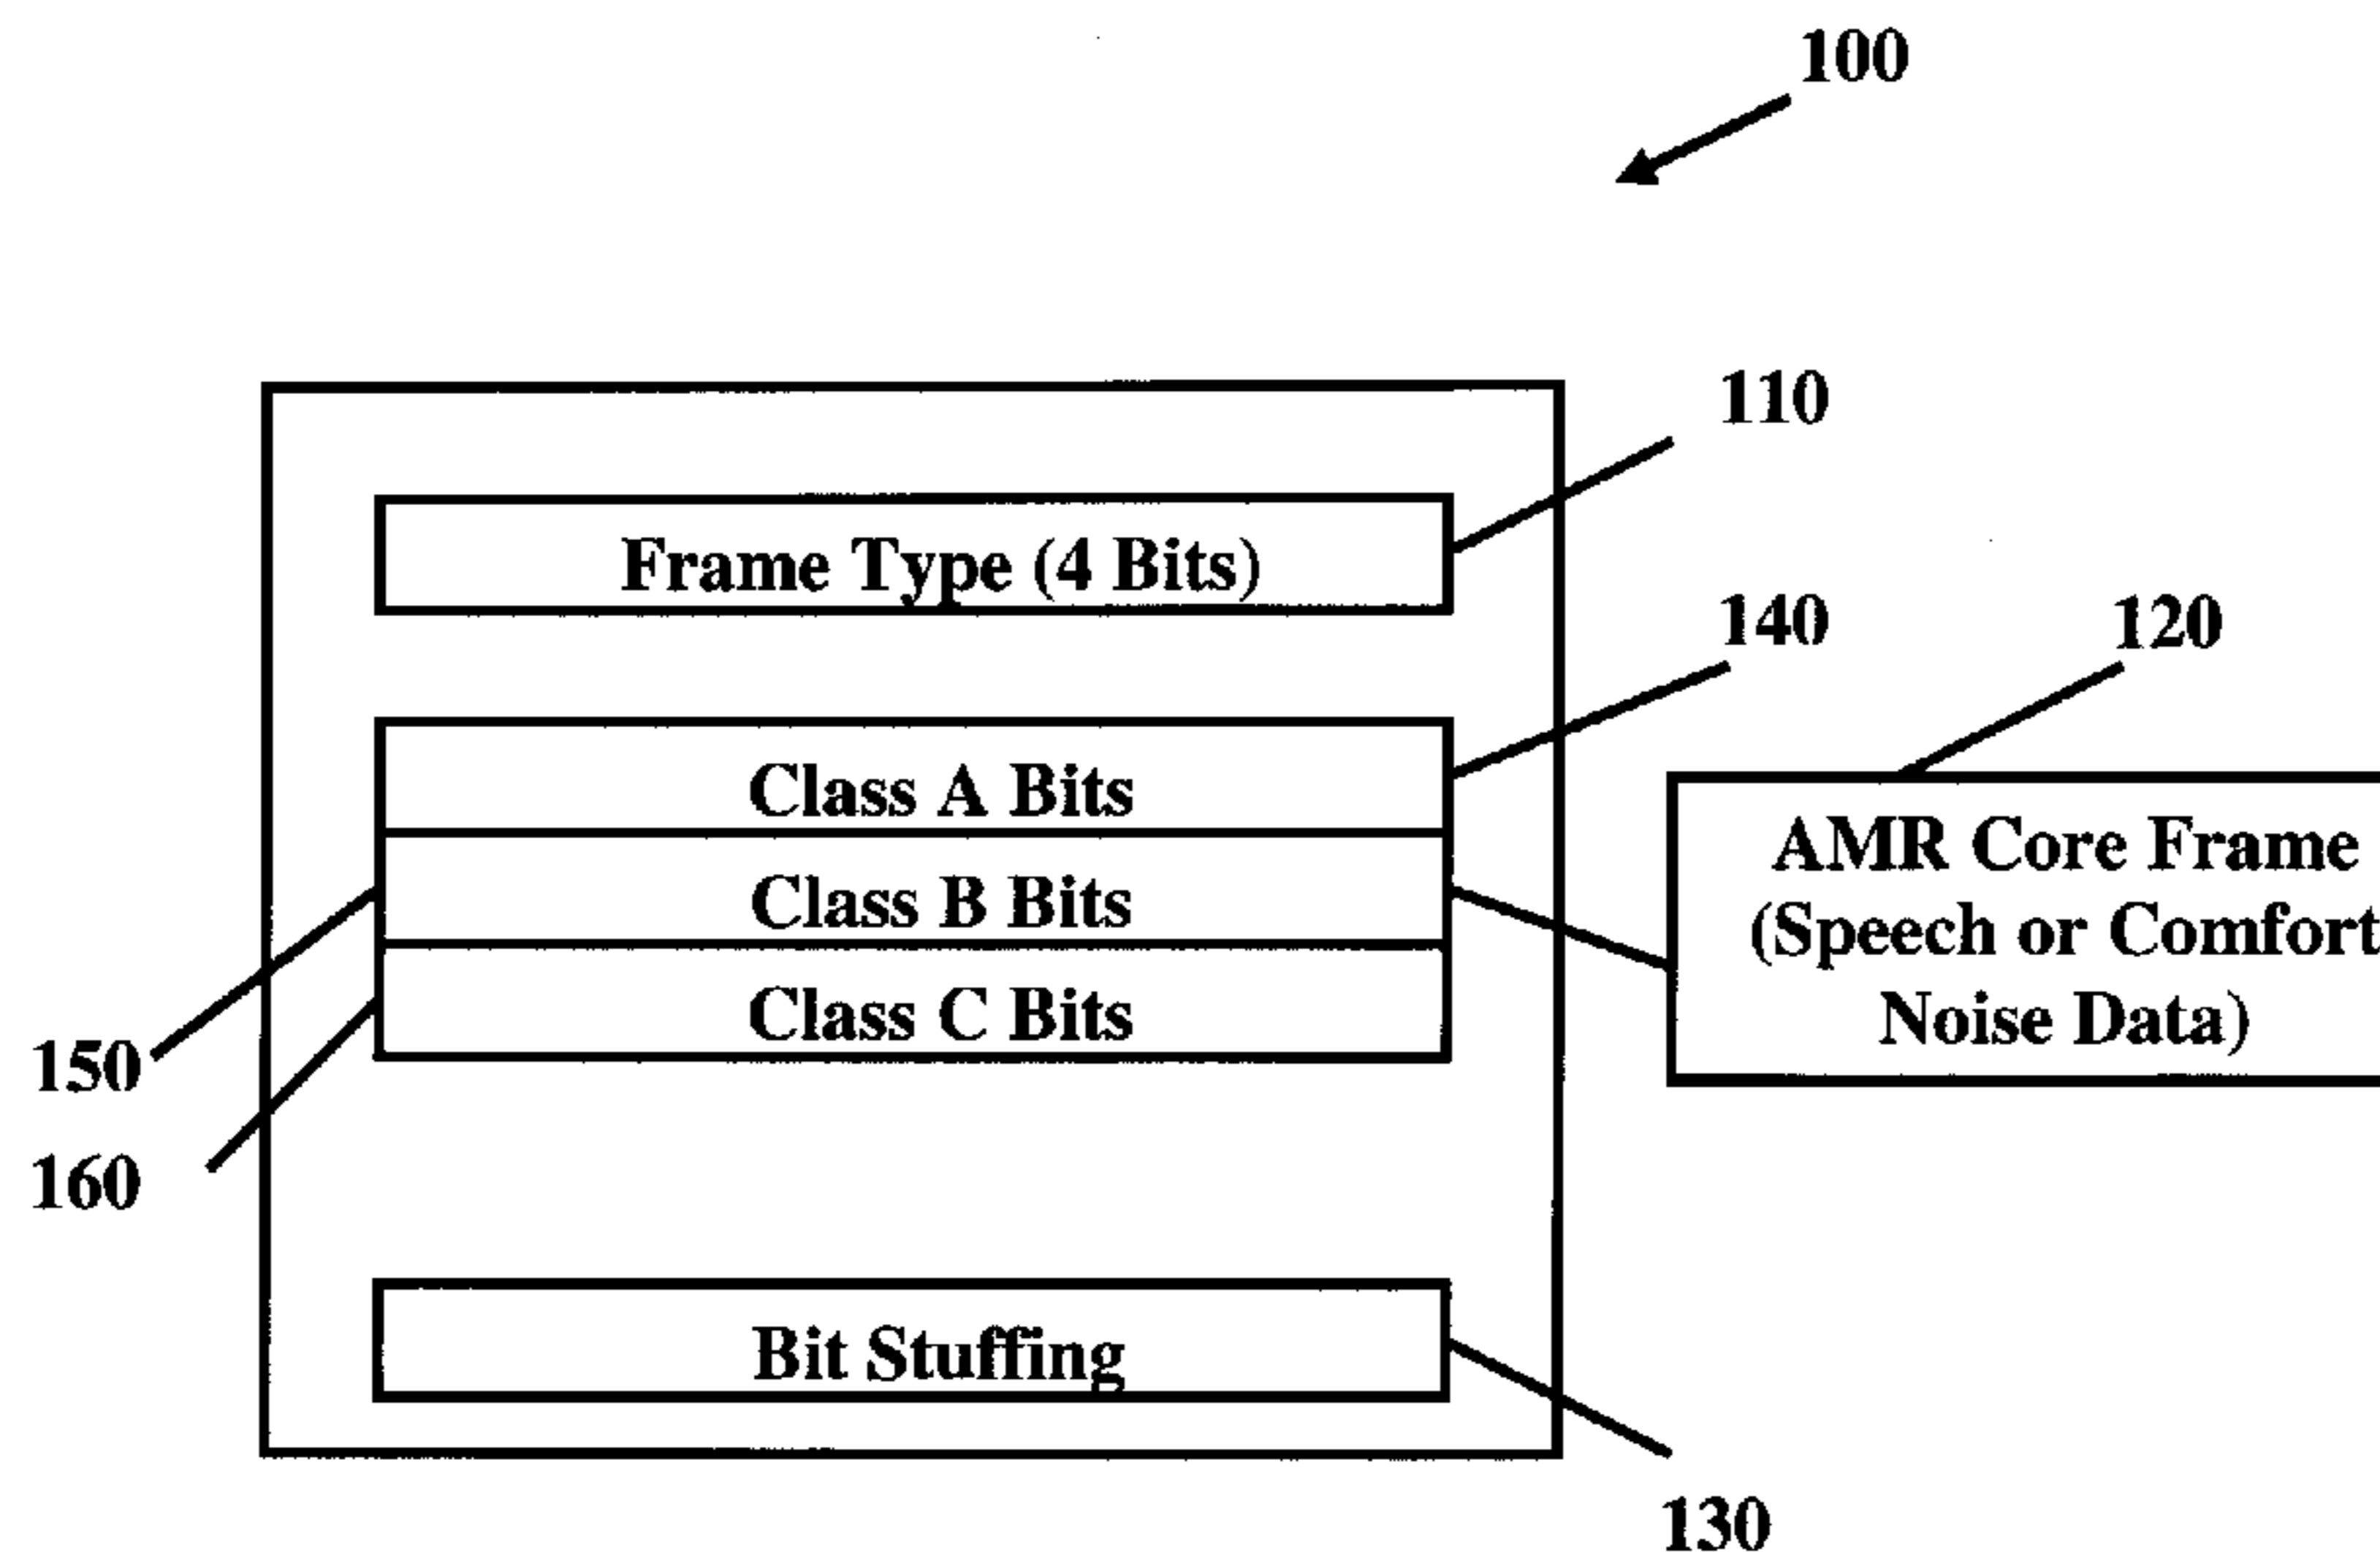 100
110
Frame Type (4 Bits)
140
120
Class A Bits
AMR Core Frame
Class B Bits
(Speech or Comfort
Class C Bits
Noise Data)
150
160
Bit Stuffing
130